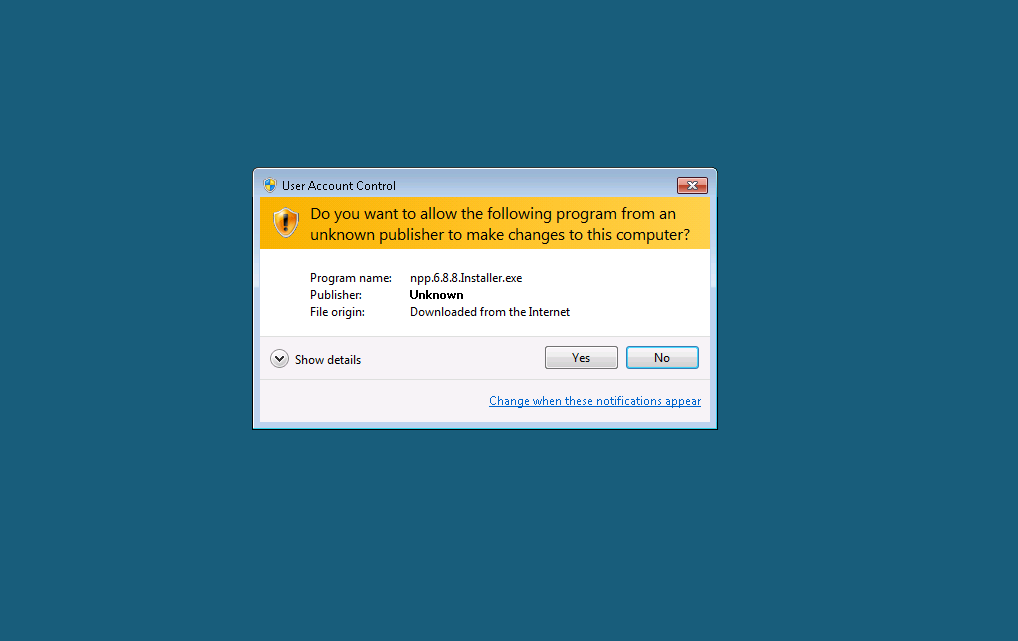 User Account Control
Do you want to allow the following program from an
unknown publisher to make changes to this computer?
Program name: npp.6.8.8.Installer.exe
Publisher: Unknown
File origin: Downloaded from the Internet
Show details Yes No
Change when these notifications appear